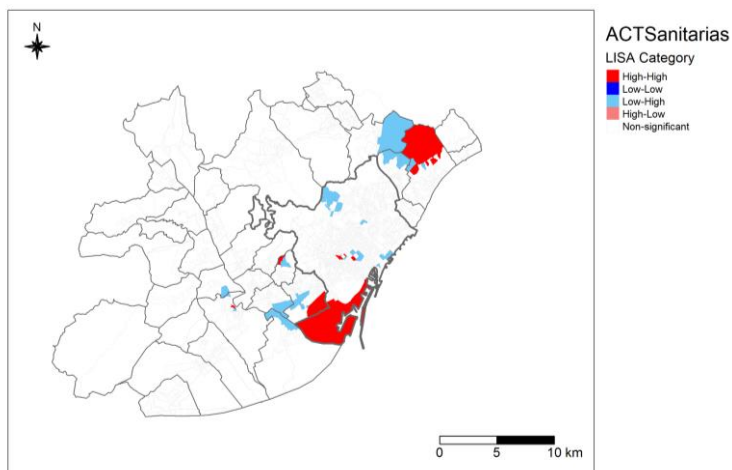 N
ACTSanitarias
LISA Category
High-High
Low-Low
Low-High
High-Low
Non-significant
0 5 10 km